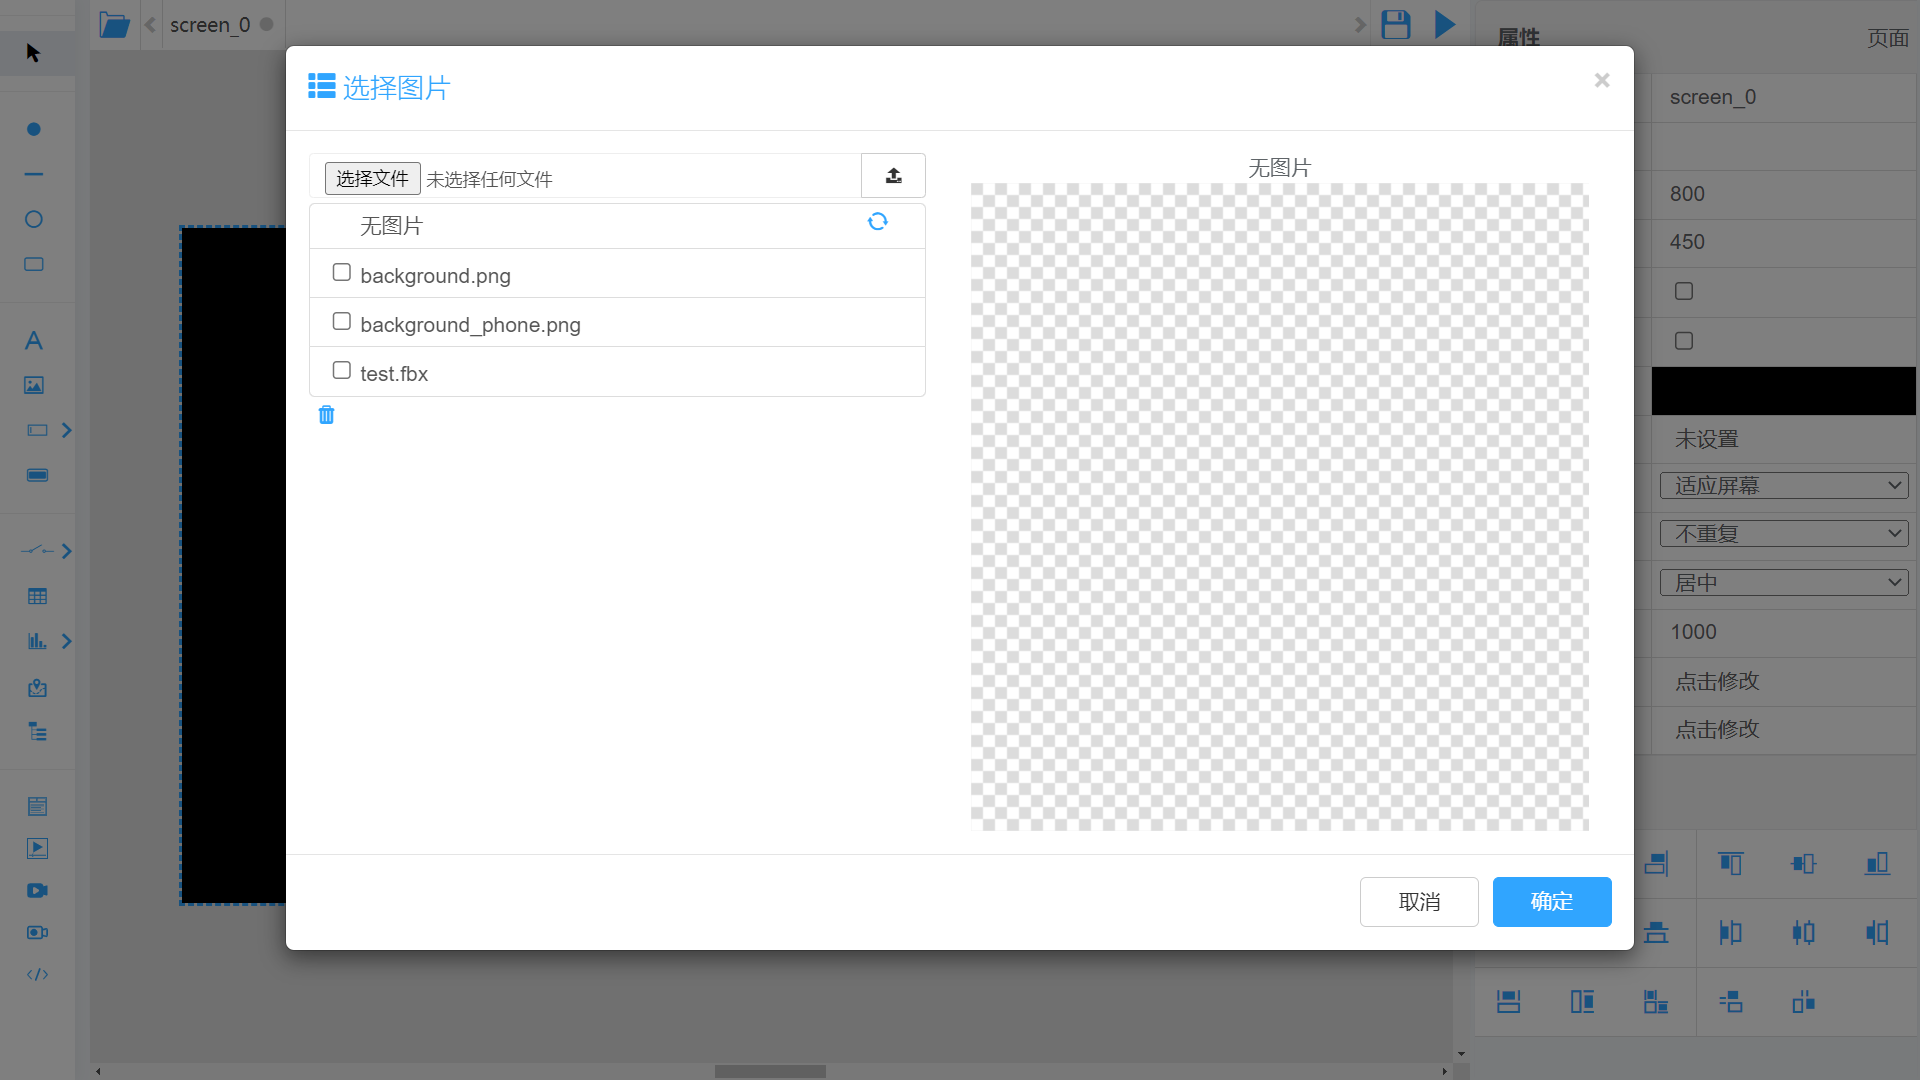 screen_0
属性
页面
选择图片
×
选择文件 未选择任何文件
无图片
background.png
background_phone.png
test.fbx
无图片
取消
确定
screen_0
800
450
未设置
适应屏幕
不重复
居中
1000
点击修改
点击修改